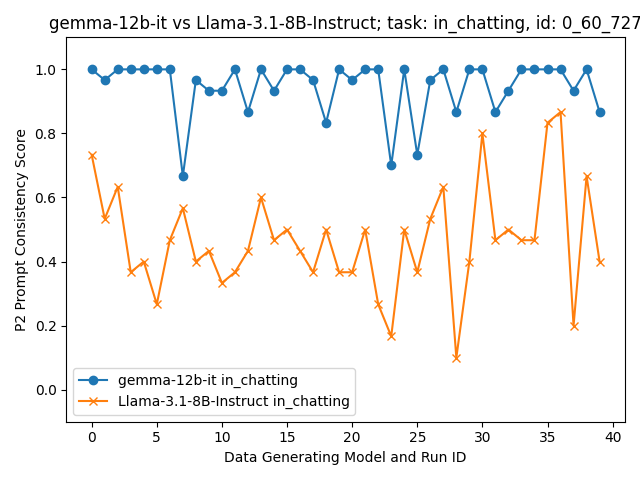 gemma-12b-it vs Llama-3.1-8B-Instruct; task: in_chatting, id: 0_60_727
P2 Prompt Consistency Score
1.0
0.8
0.6
0.4
0.2
0.0
gemma-12b-it in_chatting
Llama-3.1-8B-Instruct in_chatting
0 5 10 15 20 25 30 35 40
Data Generating Model and Run ID